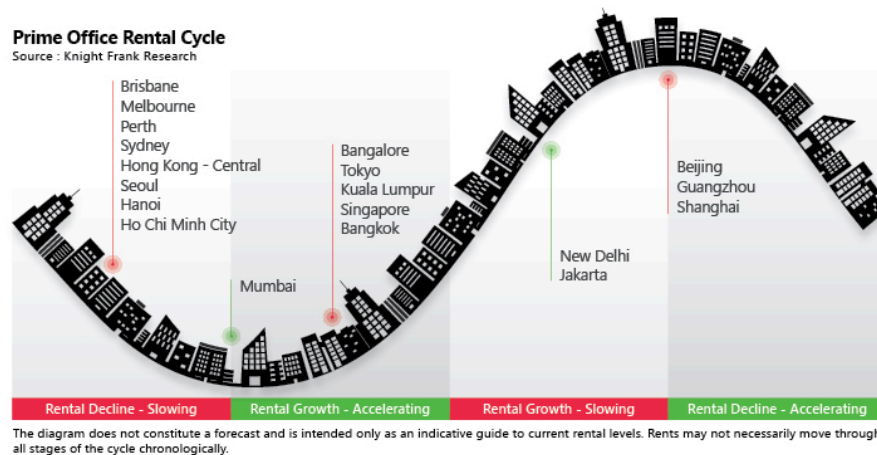 Prime Office Rental Cycle
Source : Knight Frank Research
Brisbane
Melbourne
Perth
Sydney
Hong Kong - Central
Seoul
Hanoi
Ho Chi Minh City
Mumbai
Bangalore
Tokyo
Kuala Lumpur
Singapore
Bangkok
New Delhi
Jakarta
Beijing
Guangzhou
Shanghai
Rental Decline - Slowing
Rental Growth - Accelerating
Rental Growth - Slowing
Rental Decline - Accelerating
The diagram does not constitute a forecast and is intended only as an indicative guide to current rental levels. Rents may not necessarily move through
all stages of the cycle chronologically.